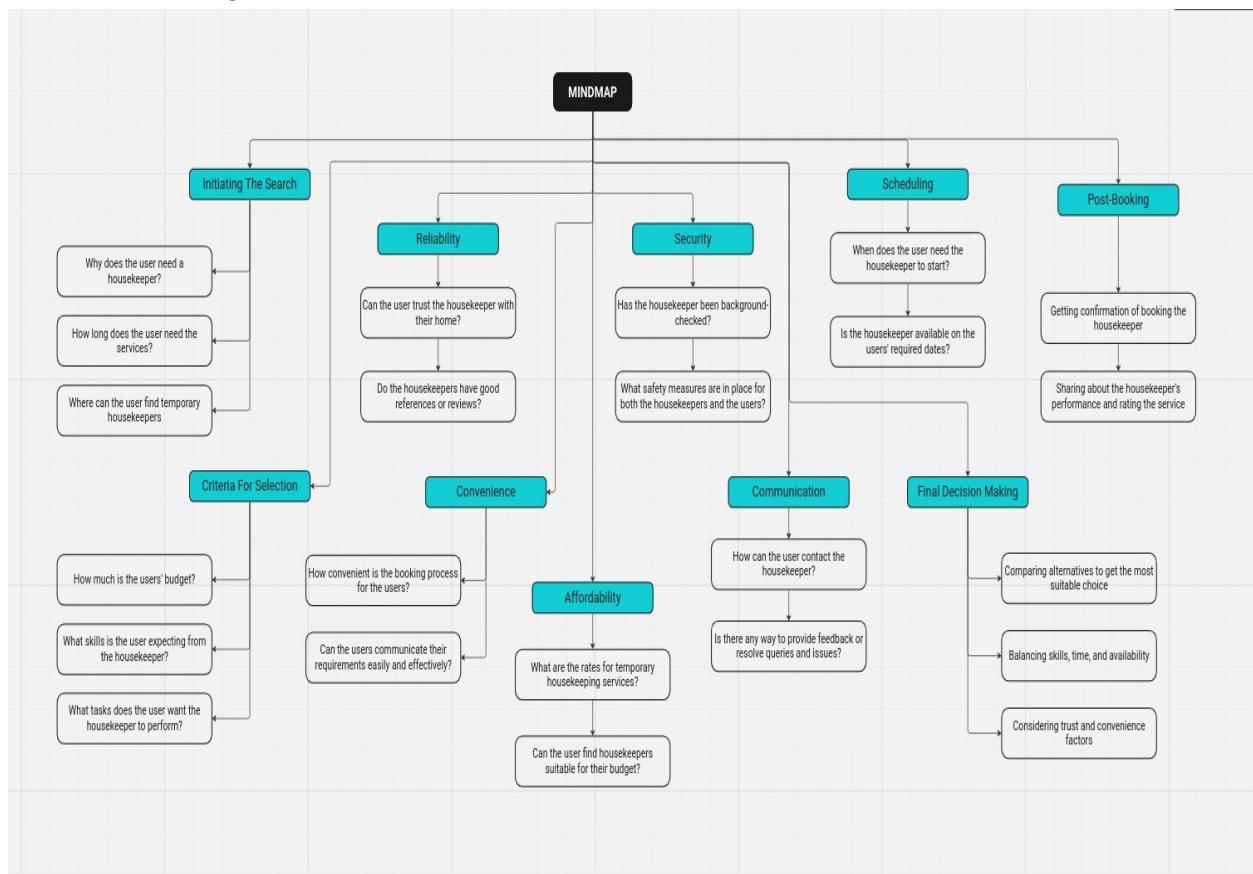 MINDMAP
Initiating The Search
Why does the user need a
housekeeper?
How long does the user need the
services?
Where can the user find temporary
housekeepers
Reliability
Can the user trust the housekeeper with
their home?
Do the housekeepers have good
references or reviews?
Security
Has the housekeeper been background-
checked?
What safety measures are in place for
both the housekeepers and the users?
Scheduling
When does the user need the
housekeeper to start?
Is the housekeeper available on the
users' required dates?
Post-Booking
Getting confirmation of booking the
housekeeper
Sharing about the housekeeper's
performance and rating the service
Criteria For Selection
How much is the users' budget?
What skills is the user expecting from
the housekeeper?
What tasks does the user want the
housekeeper to perform?
Convenience
How convenient is the booking process
for the users?
Can the users communicate their
requirements easily and effectively?
Affordability
What are the rates for temporary
housekeeping services?
Can the user find housekeepers
suitable for their budget?
Communication
How can the user contact the
housekeeper?
Is there any way to provide feedback or
resolve queries and issues?
Final Decision Making
Comparing alternatives to get the most
suitable choice
Balancing skills, time, and availability
Considering trust and convenience
factors